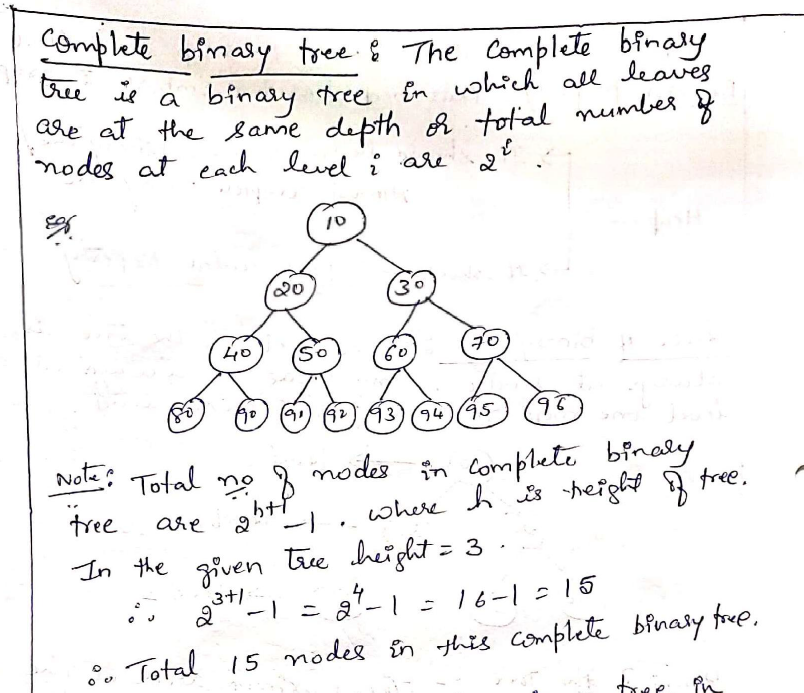 Complete binary tree : The Complete binary
tree is a binary tree in which all leaves
are at the same depth or total number of
nodes at each level i are 2^i .
eg:
10
20 30
40 50 60 70
80 90 91 92 93 94 95 96
Note: Total no of nodes in complete binary
tree are 2^{h+1} -1 . where h is height of tree.
In the given tree height = 3 .
∴ 2^{3+1} -1 = 2^4 -1 = 16-1 = 15
∴ Total 15 nodes in this complete binary tree.
tree in